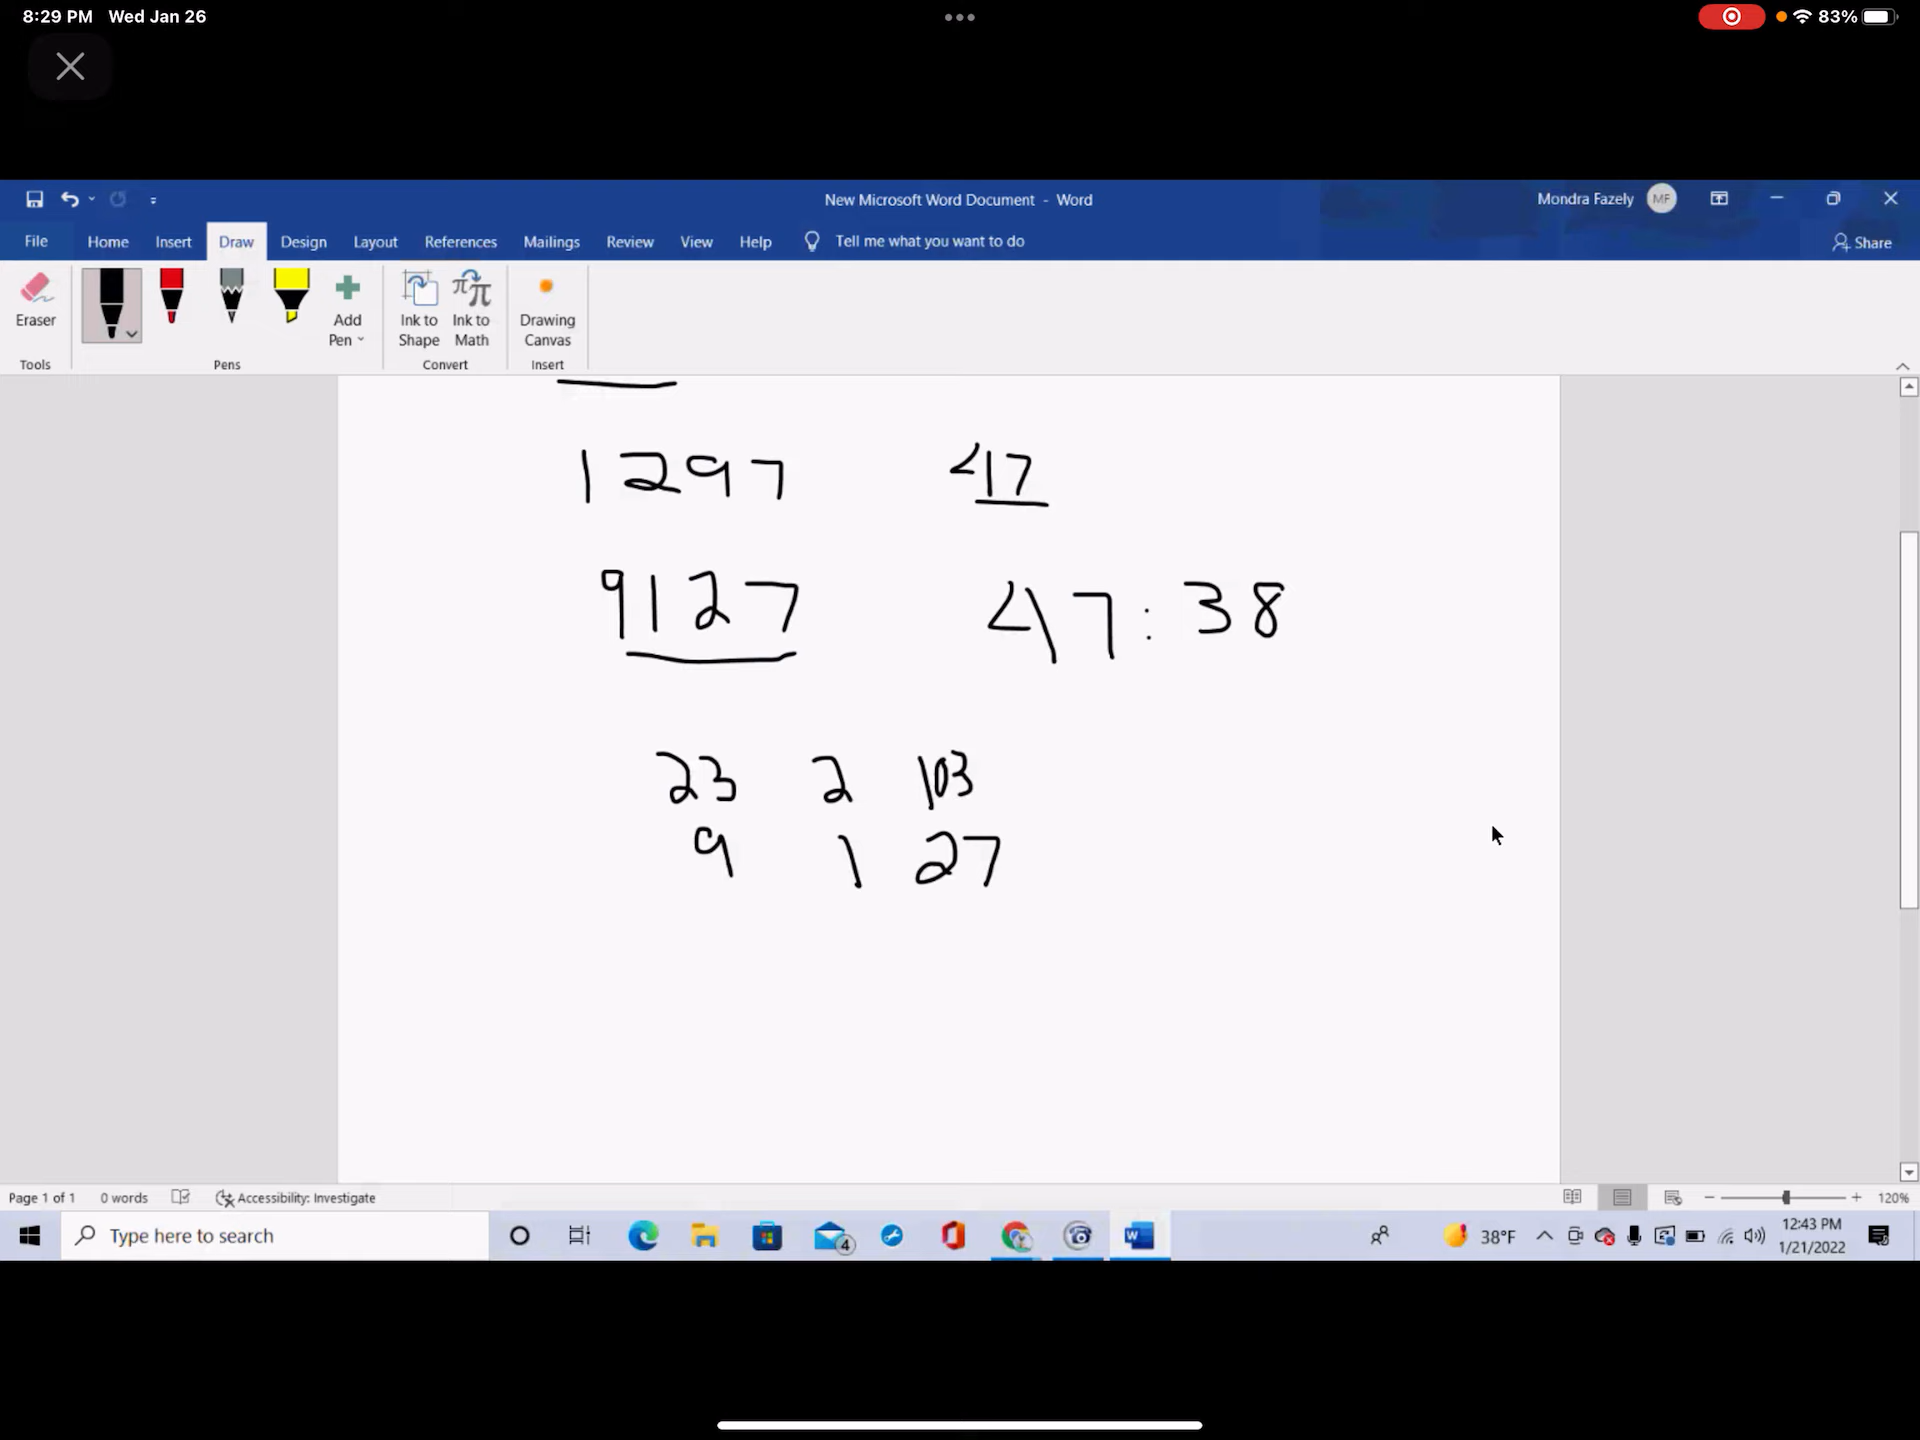 8:29 PM Wed Jan 26 83%
New Microsoft Word Document - Word Mondra Fazely MF
File Home Insert Draw Design Layout References Mailings Review View Help Tell me what you want to do Share
Eraser Add Pen Ink to Shape Ink to Math Drawing Canvas
Tools Pens Convert Insert
1297 <17
9127 47:38
23 2 103
9 1 27
Page 1 of 1 0 words Accessibility: Investigate 120%
Type here to search 4 38°F 12:43 PM
1/21/2022